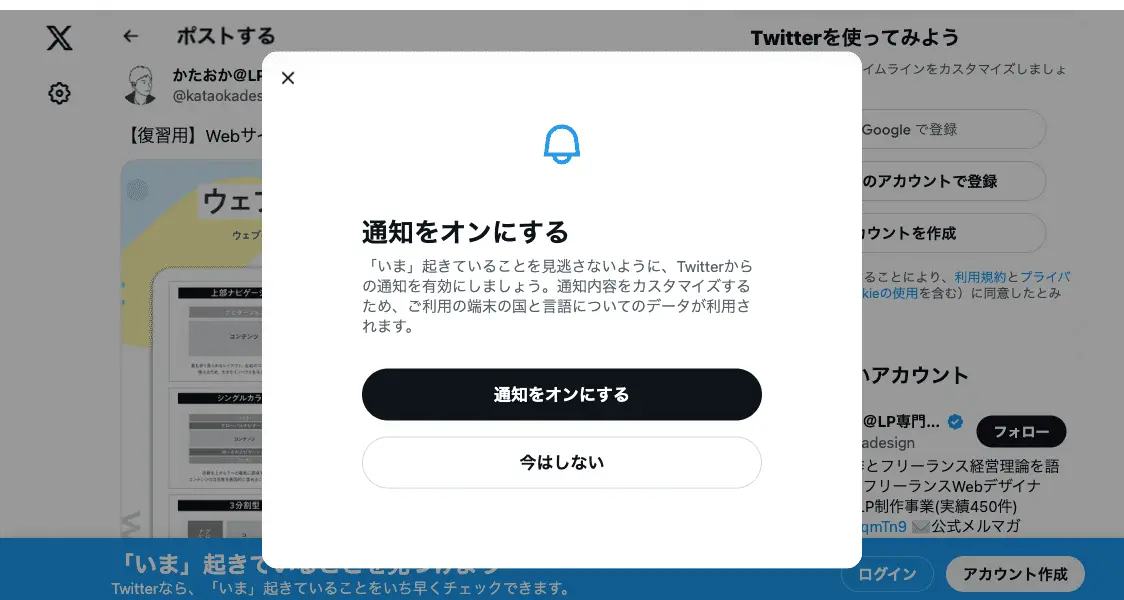 ポストする
かたおか@LP
@kataokades
【復習用】Webサイ
ウェブ
上部ナビゲーシ
コンテンツ
シングルカラ
コンテンツ
3分割型
通知をオンにする
「いま」起きていることを見逃さないように、Twitterから
の通知を有効にしましょう。通知内容をカスタマイズする
ため、ご利用の端末の国と言語についてのデータが利用さ
れます。
通知をオンにする
今はしない
Twitterを使ってみよう
イムラインをカスタマイズしましょ
Google で登録
のアカウントで登録
カウントを作成
ることにより、利用規約とプライバ
kieの使用を含む）に同意したとみ
いアカウント
@LP専門...
フォロー
adesign
とフリーランス経営理論を語
フリーランスWebデザイナ
LP制作事業(実績450件)
qmTn9 公式メルマガ
「いま」起きていることを見つけよう
Twitterなら、「いま」起きていることをいち早くチェックできます。
ログイン
アカウント作成